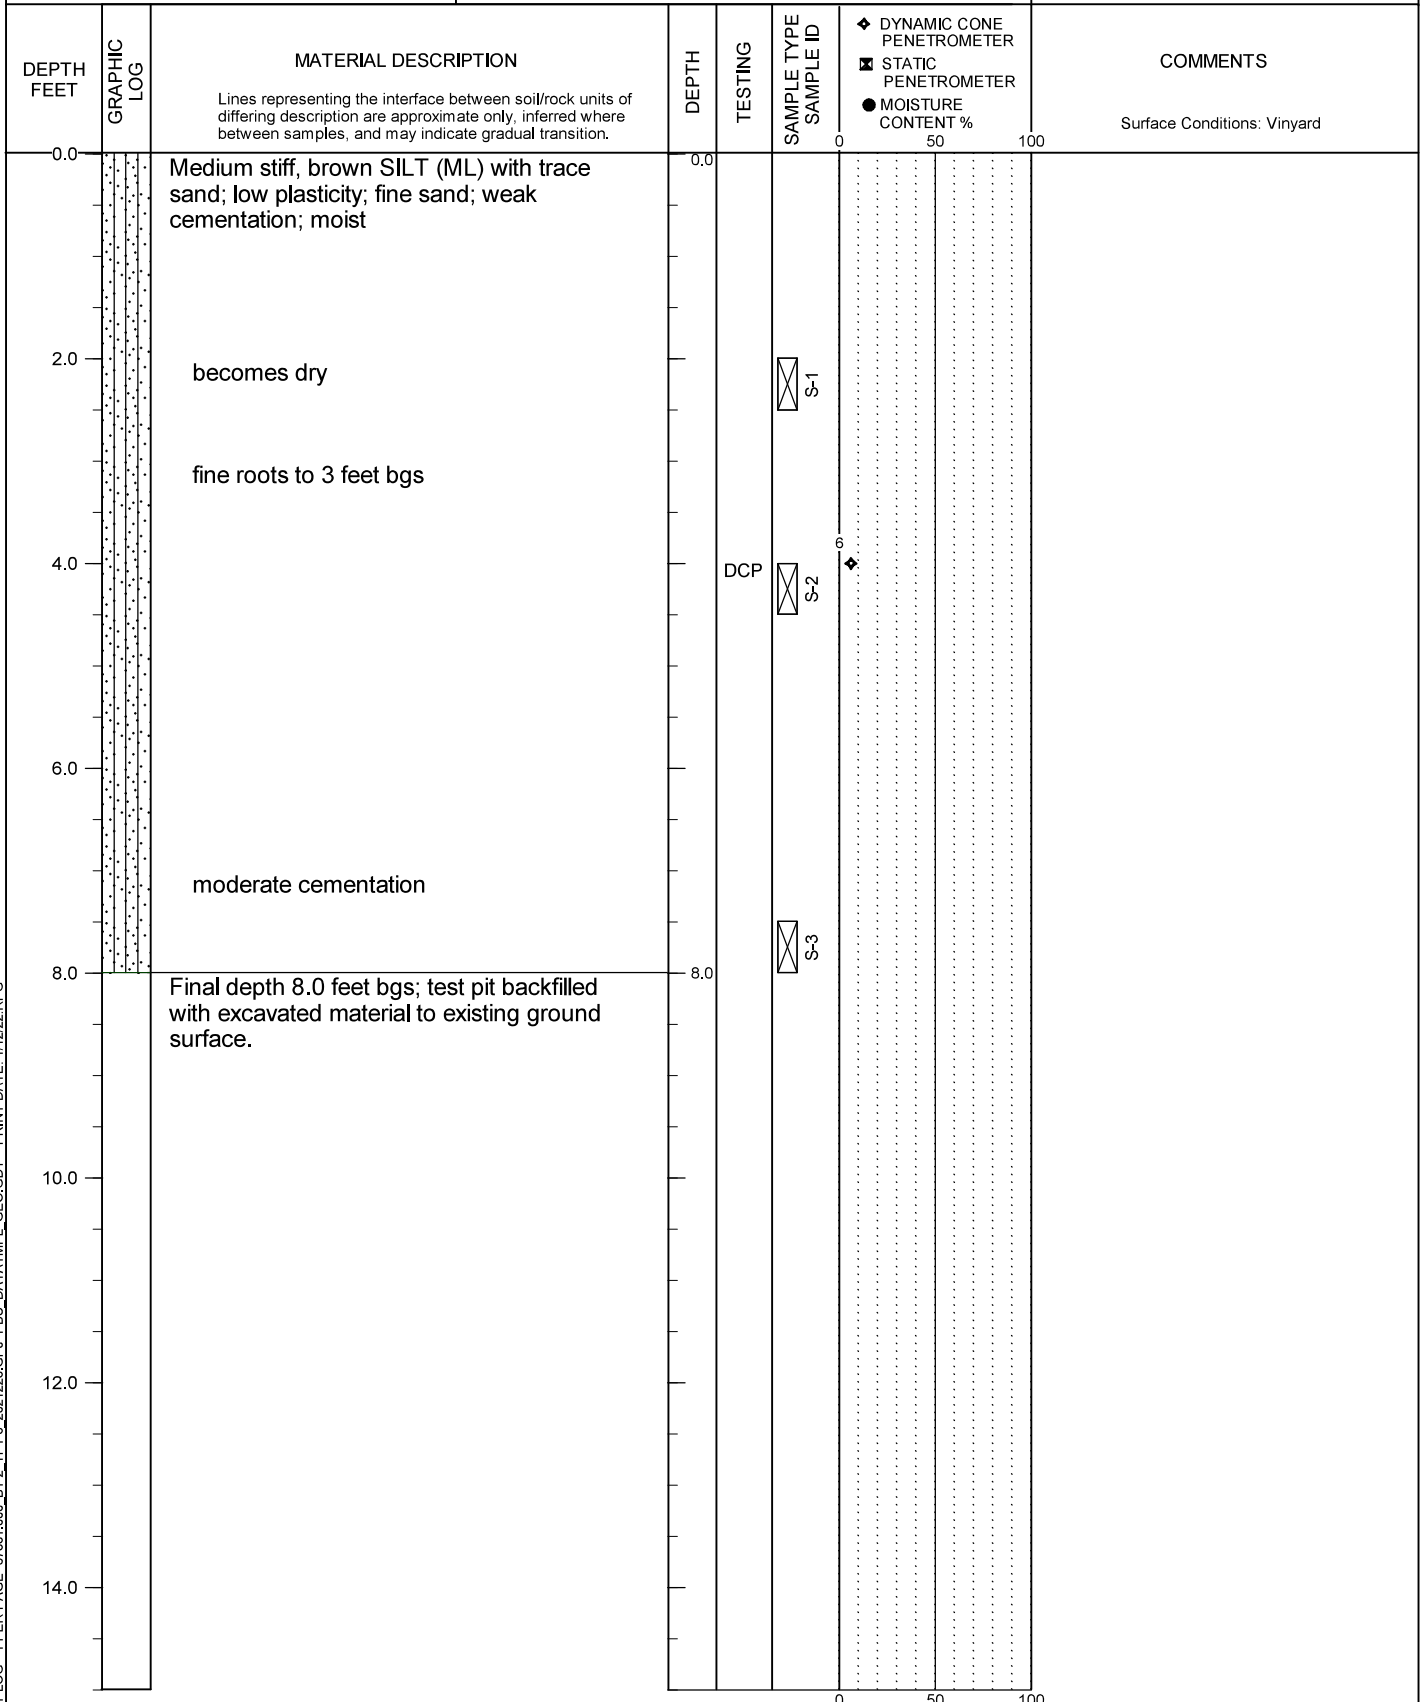 DEPTH
FEET
GRAPHIC
LOG
MATERIAL DESCRIPTION
Lines representing the interface between soil/rock units of
differing description are approximate only, inferred where
between samples, and may indicate gradual transition.
DEPTH
TESTING
SAMPLE TYPE
SAMPLE ID
DYNAMIC CONE
PENETROMETER
STATIC
PENETROMETER
MOISTURE
CONTENT %
0 50 100
COMMENTS
Surface Conditions: Vinyard
0.0
Medium stiff, brown SILT (ML) with trace
sand; low plasticity; fine sand; weak
cementation; moist
0.0
2.0
becomes dry
S-1
fine roots to 3 feet bgs
6
4.0
DCP
S-2
6.0
moderate cementation
S-3
8.0
8.0
Final depth 8.0 feet bgs; test pit backfilled
with excavated material to existing ground
surface.
10.0
12.0
14.0
0 50 100